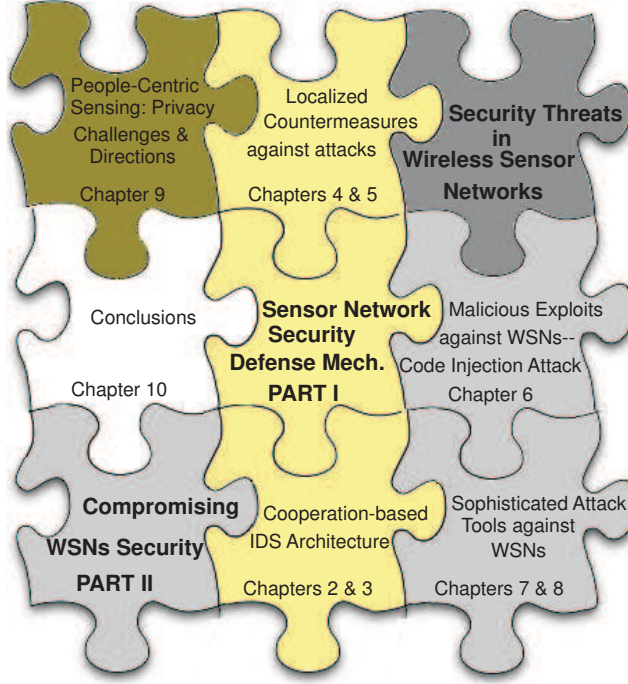 People-Centric
Sensing: Privacy
Challenges &
Directions
Chapter 9
Localized
Countermeasures
against attacks
Chapters 4 & 5
Security Threats
in
Wireless Sensor
Networks
Conclusions
Chapter 10
Sensor Network
Security
Defense Mech.
PART I
Malicious Exploits
against WSNs--
Code Injection Attack
Chapter 6
Compromising
WSNs Security
PART II
Cooperation-based
IDS Architecture
Chapters 2 & 3
Sophisticated Attack
Tools against
WSNs
Chapters 7 & 8